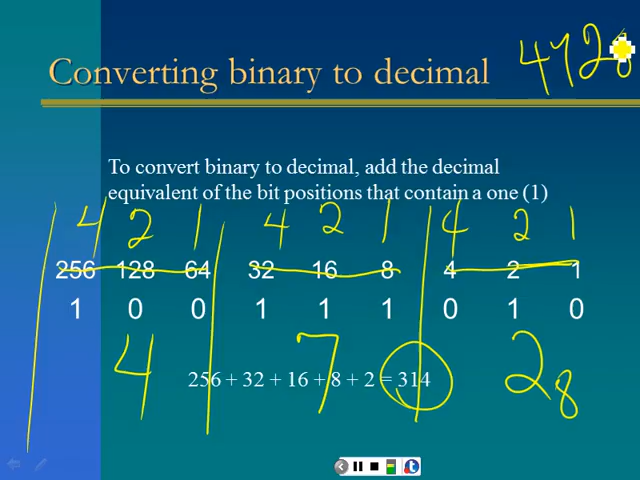 4728
Converting binary to decimal
To convert binary to decimal, add the decimal
equivalent of the bit positions that contain a one (1)
4 2 1 4 2 1 4 2 1
256 128 64 32 16 8 4 2 1
1 0 0 1 1 1 0 1 0
4 7 2 8
256 + 32 + 16 + 8 + 2 = 314